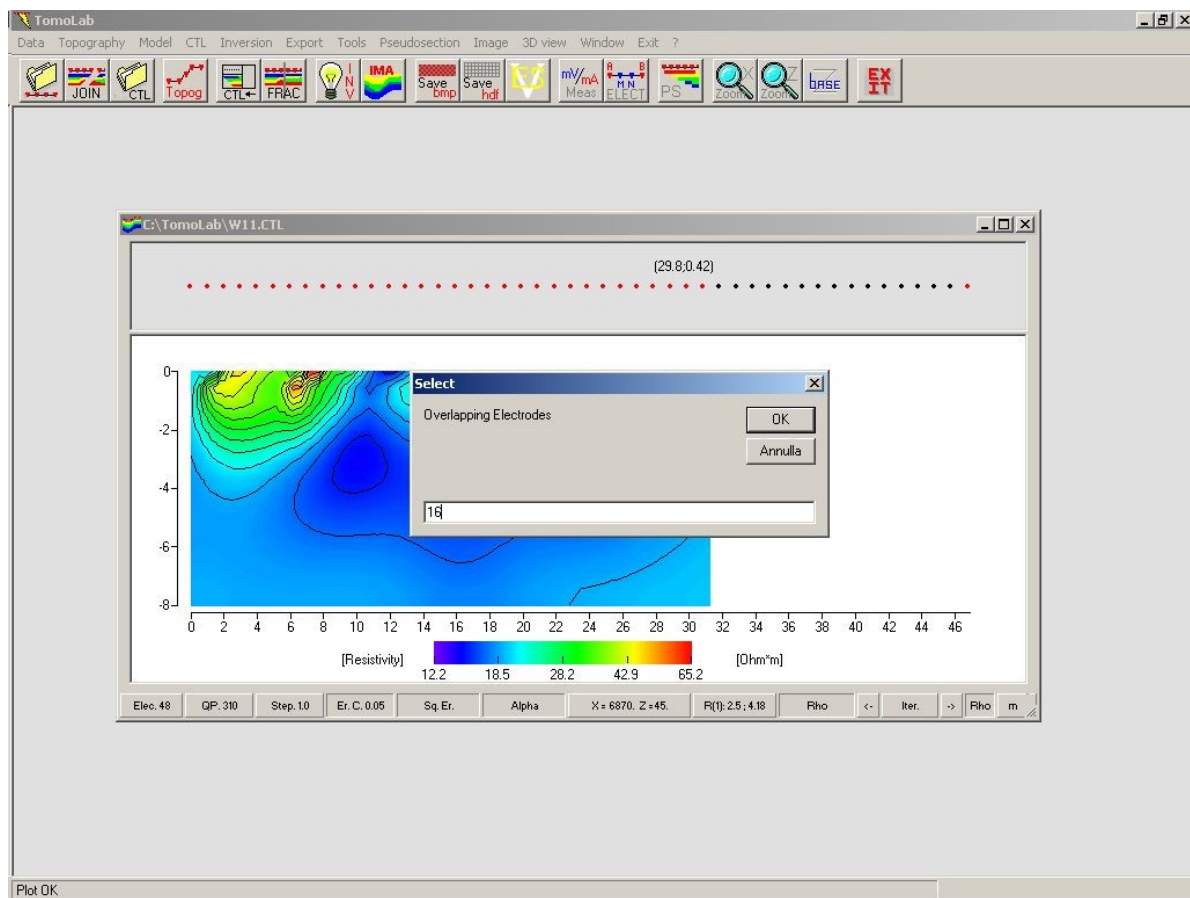 TomoLab
Data Topography Model CTL Inversion Export Tools Pseudosection Image 3D view Window Exit ?
JOIN CTL Topog CTL FRAC INV IMA Save bmp Save hdf mV/mA Meas A B M N ELECT PS Zoom X Zoom Z BASE EXIT
C:\TomoLab\W11.CTL
(29.8;0.42)
Select
Overlapping Electrodes
OK
Annulla
16
0
-2
-4
-6
-8
0 2 4 6 8 10 12 14 16 18 20 22 24 26 28 30 32 34 36 38 40 42 44 46
[Resistivity] [Ohm*m]
12.2 18.5 28.2 42.9 65.2
Elec. 48 QP. 310 Step. 1.0 Er. C. 0.05 Sq. Er. Alpha X = 6870. Z =45. R(1): 2.5 ; 4.18 Rho <- Iter. -> Rho m
Plot OK